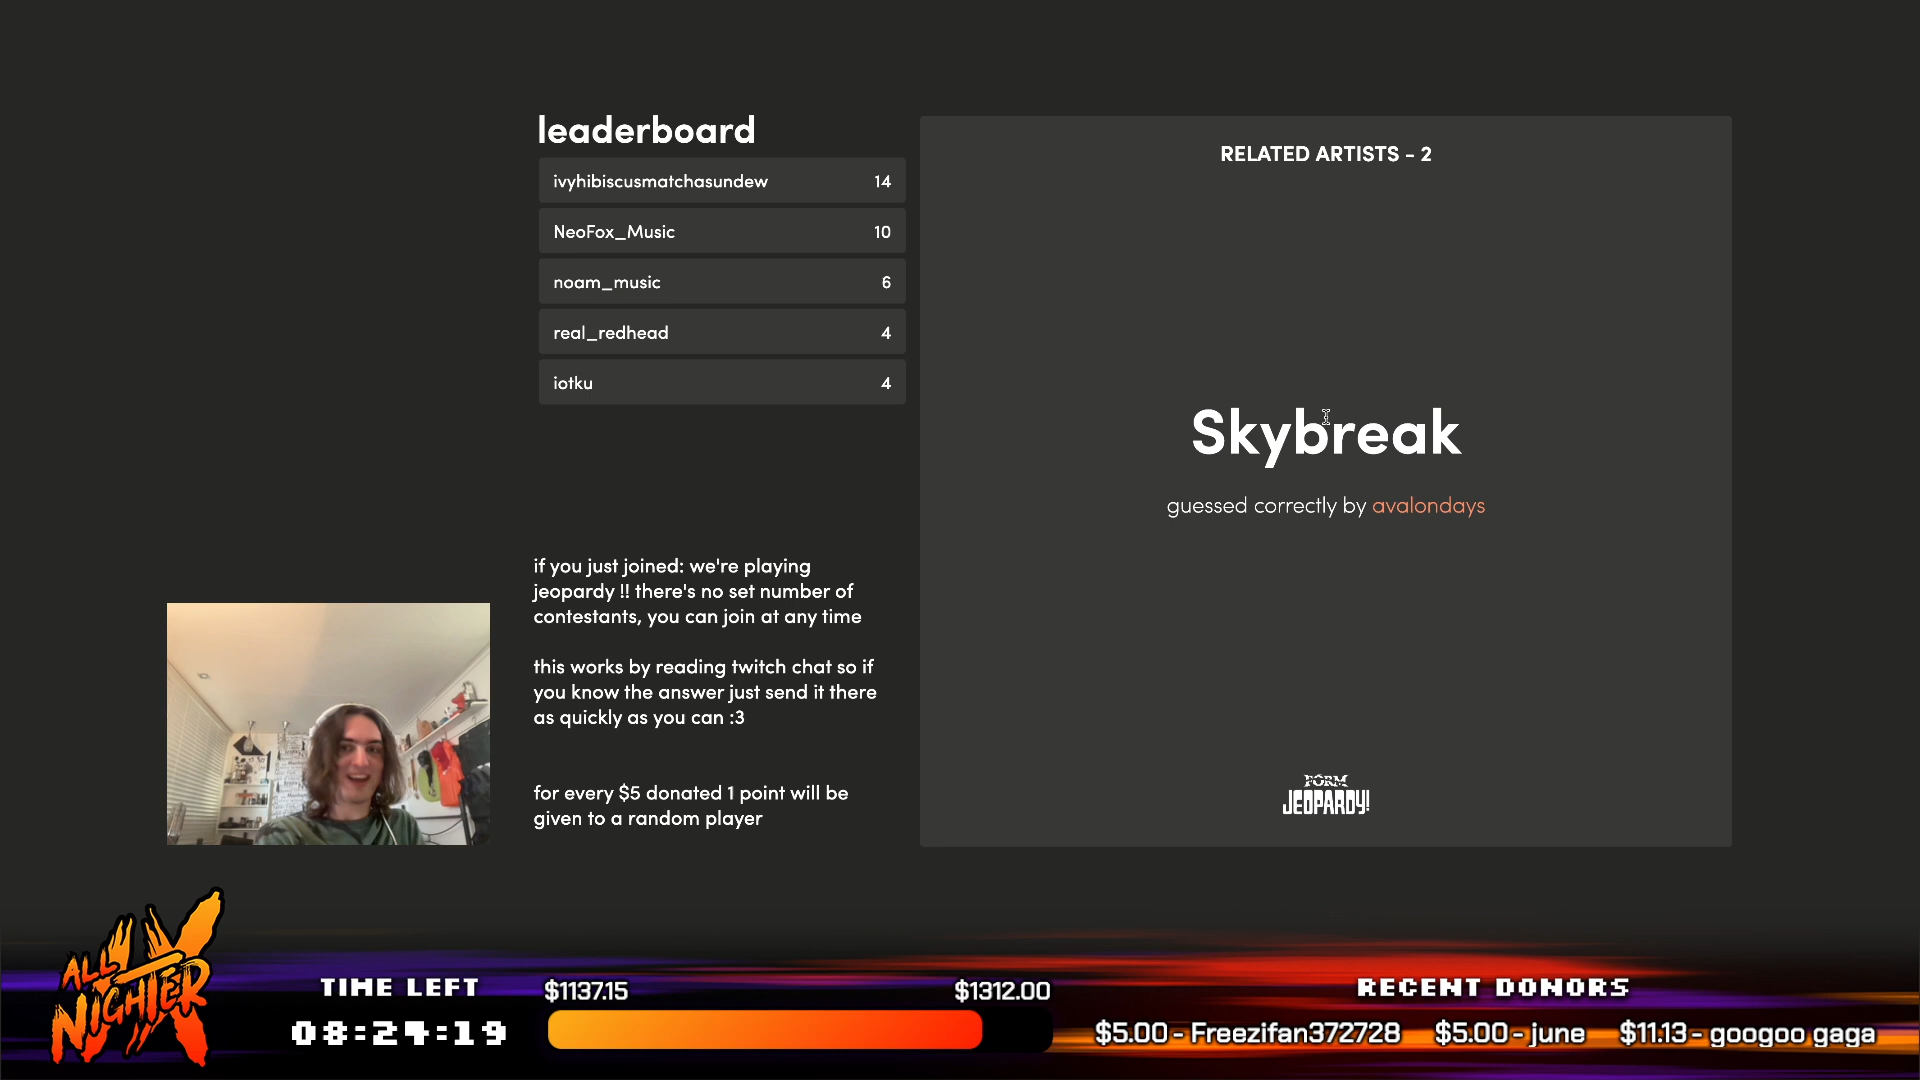 leaderboard
ivyhibiscusmatchasundew 14
NeoFox_Music 10
noam_music 6
real_redhead 4
iotku 4
RELATED ARTISTS - 2
Skybreak
guessed correctly by avalondays
if you just joined: we're playing
jeopardy !! there's no set number of
contestants, you can join at any time
this works by reading twitch chat so if
you know the answer just send it there
as quickly as you can :3
for every $5 donated 1 point will be
given to a random player
FORM
JEOPARDY!
ALL
NIGHTER
TIME LEFT
08:24:19
$1137.15 $1312.00
RECENT DONORS
$5.00 - Freezifan372728 $5.00 - june $11.13 - googoo gaga